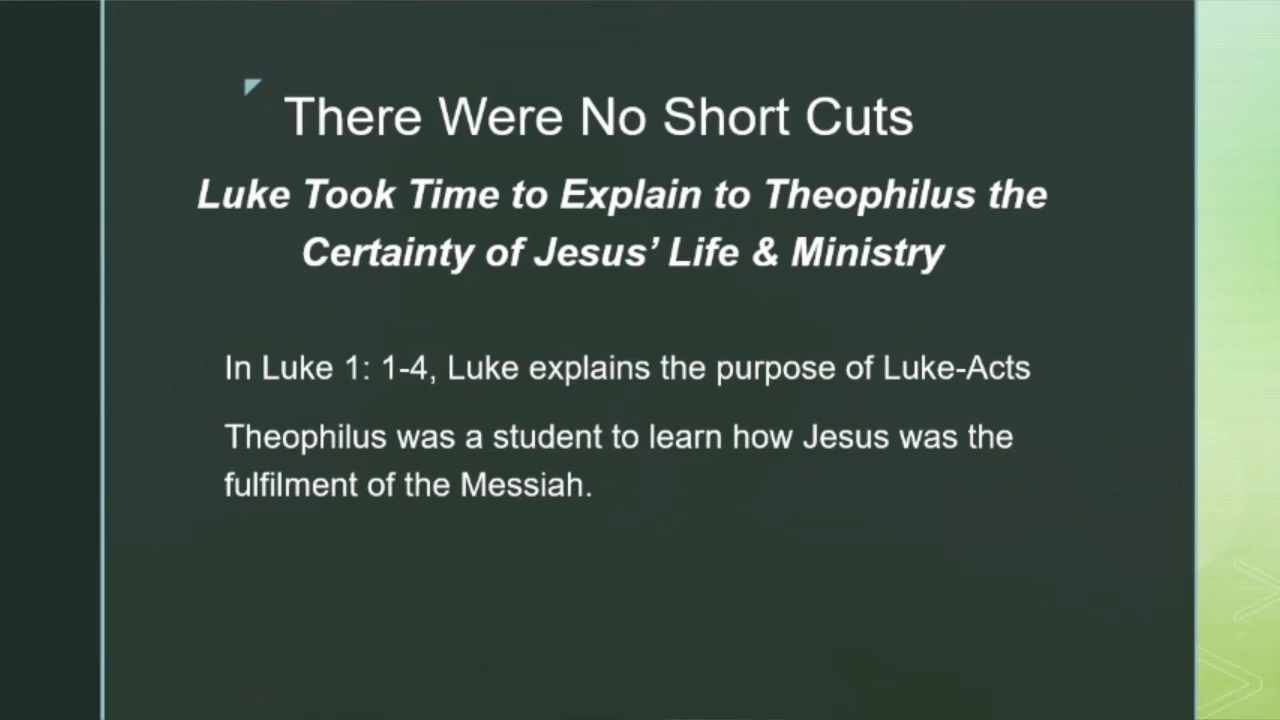 There Were No Short Cuts
Luke Took Time to Explain to Theophilus the
Certainty of Jesus’ Life & Ministry
In Luke 1: 1-4, Luke explains the purpose of Luke-Acts
Theophilus was a student to learn how Jesus was the
fulfilment of the Messiah.